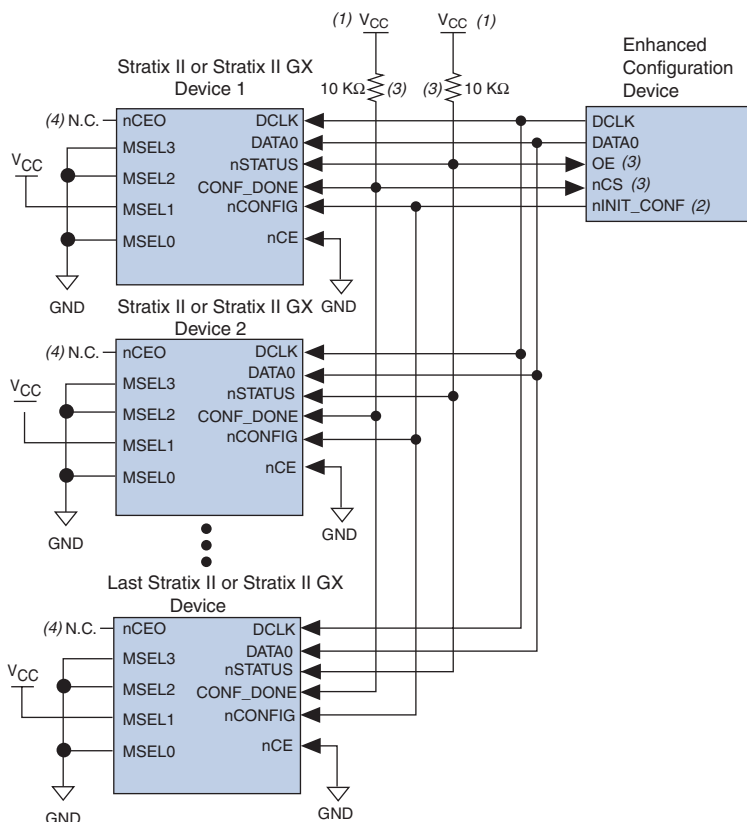 (1) VCC
VCC (1)
10 KΩ (3)
(3) 10 KΩ
Enhanced
Configuration
Device
DCLK
DATA0
OE (3)
nCS (3)
nINIT_CONF (2)
Stratix II or Stratix II GX
Device 1
(4) N.C. nCEO
MSEL3
MSEL2
MSEL1
MSEL0
VCC
GND
DCLK
DATA0
nSTATUS
CONF_DONE
nCONFIG
nCE
GND
Stratix II or Stratix II GX
Device 2
(4) N.C. nCEO
MSEL3
MSEL2
MSEL1
MSEL0
VCC
GND
DCLK
DATA0
nSTATUS
CONF_DONE
nCONFIG
nCE
GND
Last Stratix II or Stratix II GX
Device
(4) N.C. nCEO
MSEL3
MSEL2
MSEL1
MSEL0
VCC
GND
DCLK
DATA0
nSTATUS
CONF_DONE
nCONFIG
nCE
GND